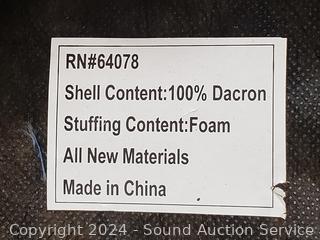 RN#64078
Shell Content:100% Dacron
Stuffing Content:Foam
All New Materials
Made in China
Copyright 2024 - Sound Auction Service